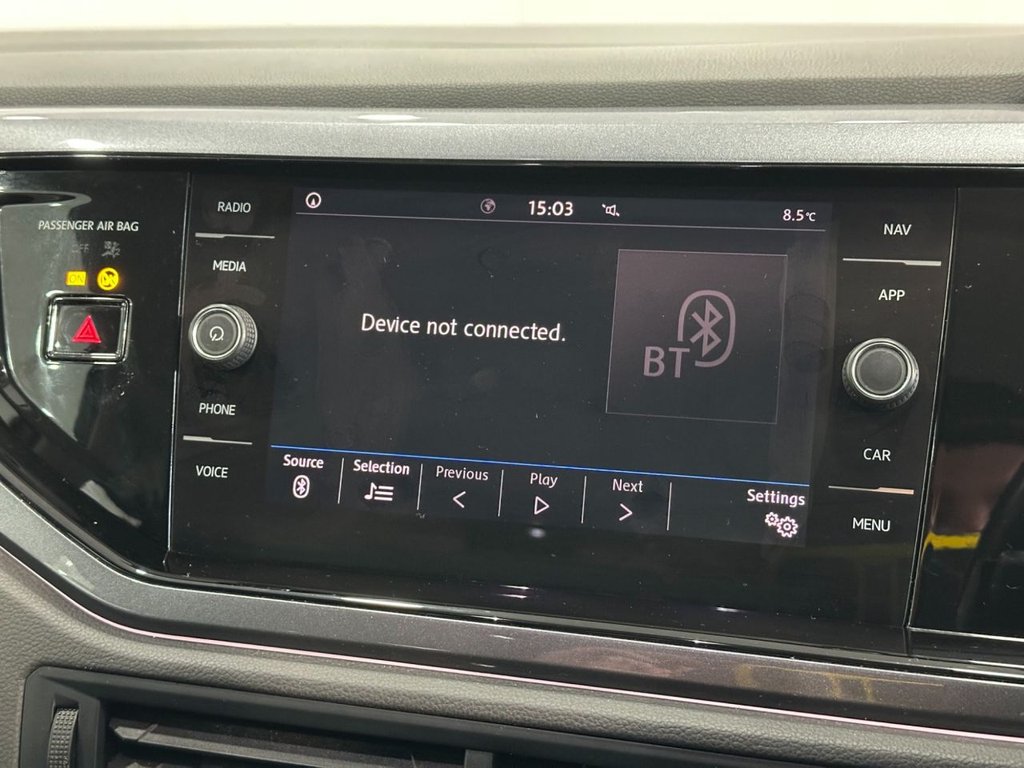 PASSENGER AIR BAG
OFF
ON
RADIO
MEDIA
PHONE
VOICE
15:03
8.5°C
Device not connected.
BT
Source
Selection
Previous
Play
Next
Settings
NAV
APP
CAR
MENU